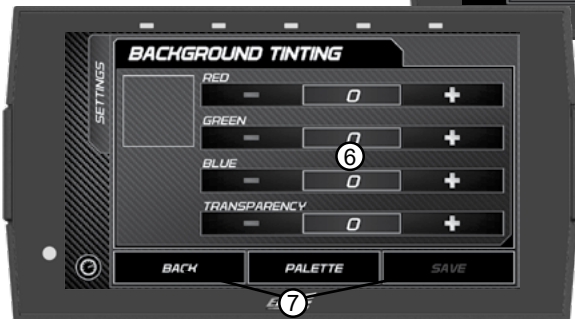 BACKGROUND TINTING
SETTINGS
RED
− 0 +
GREEN
− 0 +
6
BLUE
− 0 +
TRANSPARENCY
− 0 +
BACK PALETTE SAVE
7